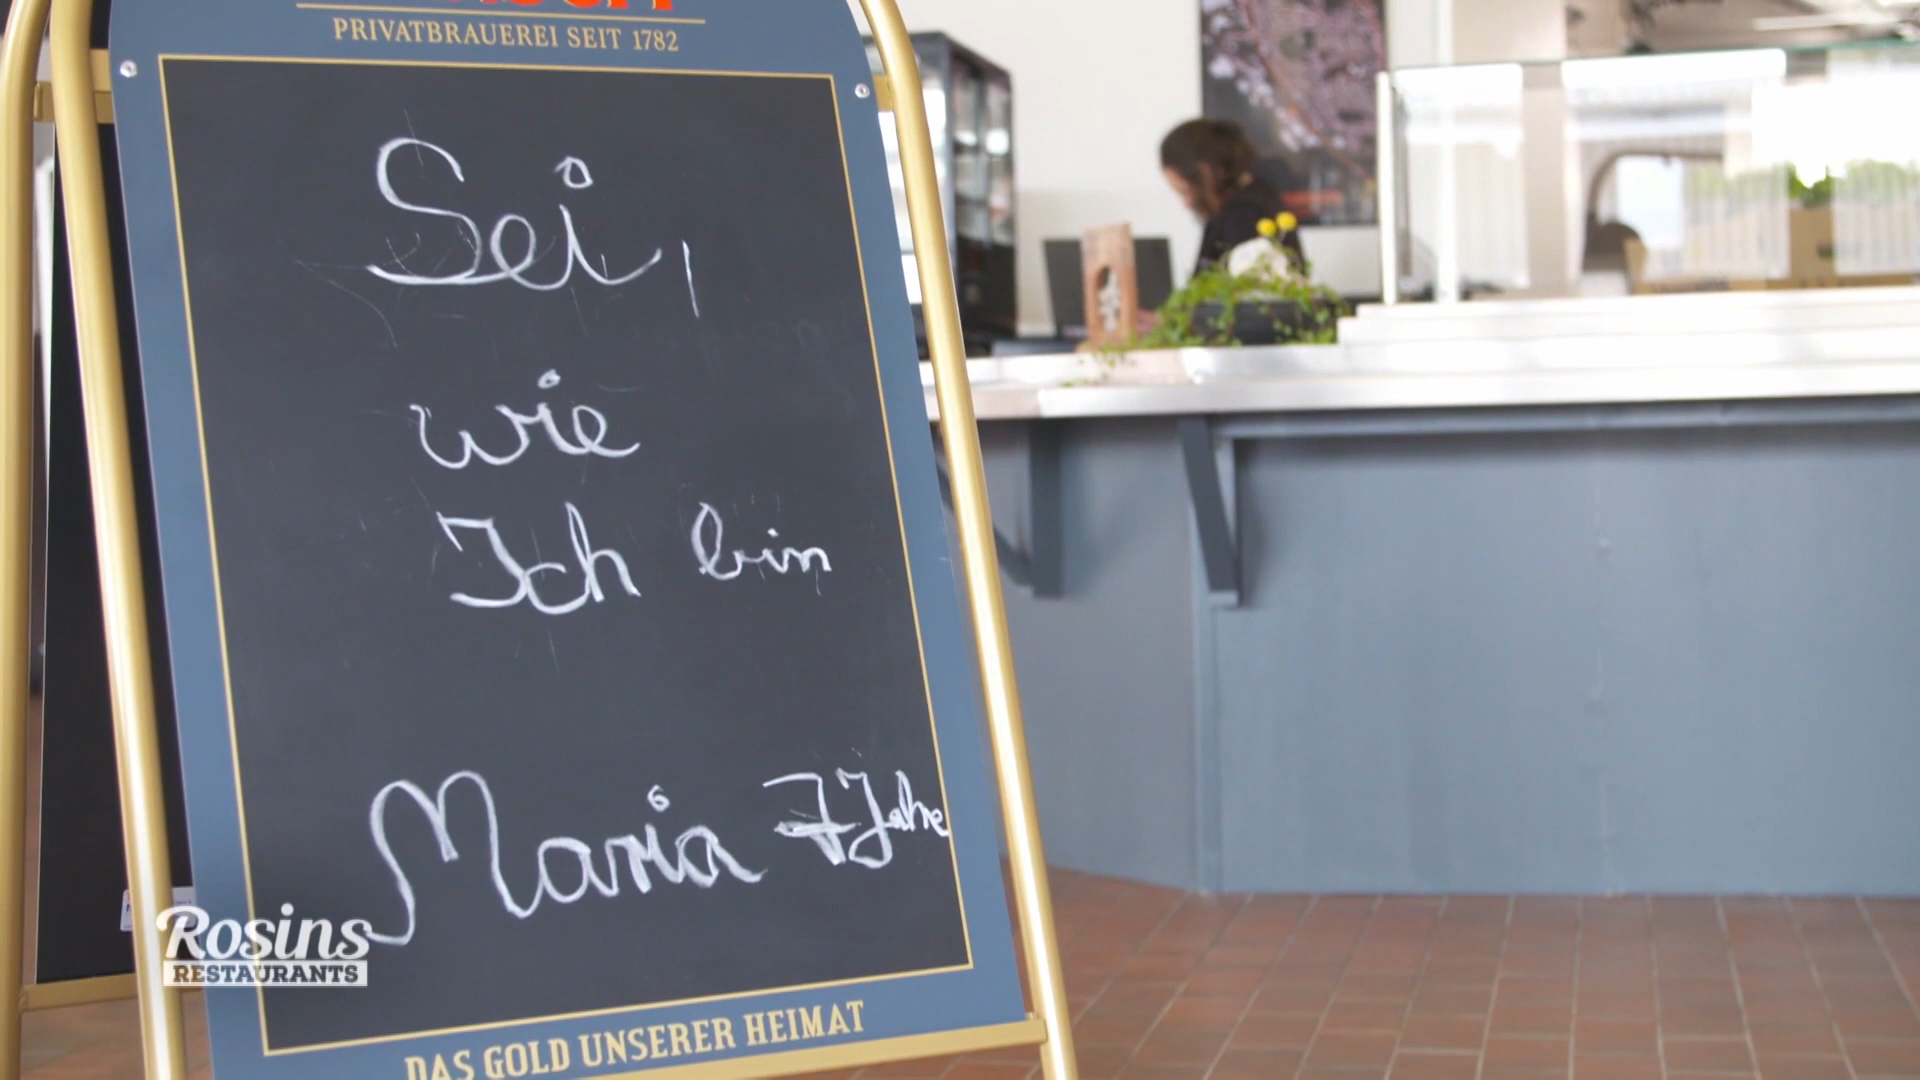 PRIVATBRAUEREI SEIT 1782
Sei,
wie
Ich bin
Maria 7 Jahre
Rosins
RESTAURANTS
DAS GOLD UNSERER HEIMAT